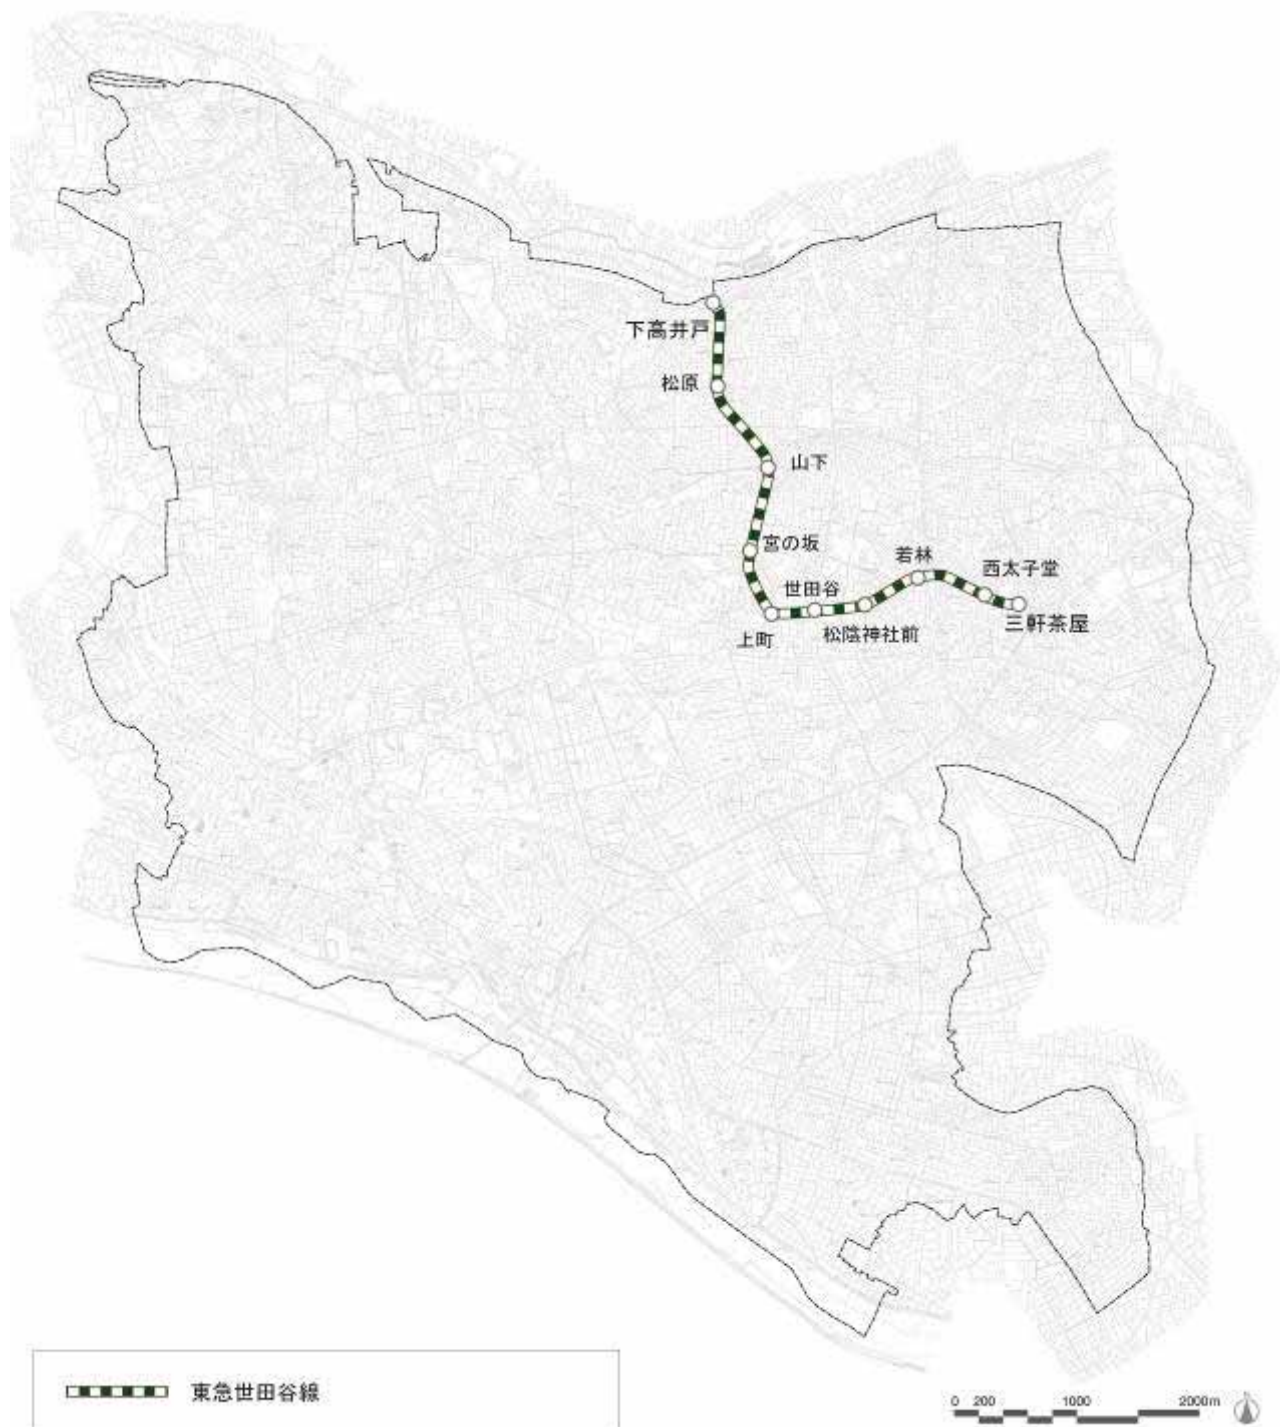 下高井戸
松原
山下
宮の坂
若林
西太子堂
世田谷
三軒茶屋
松陰神社前
上町
東急世田谷線
0 200 1000 2000m